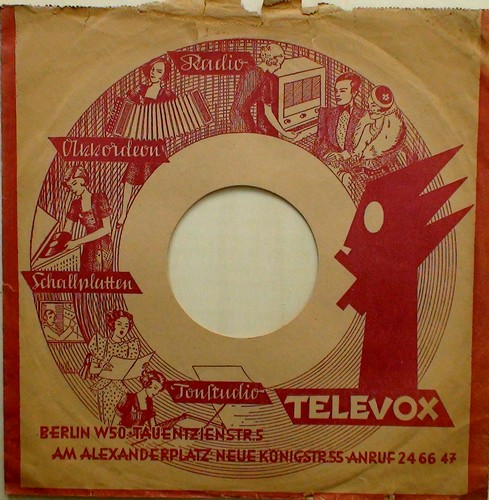 Radio
Akkordeon
Schallplatten
Tonstudio
TELEVOX
BERLIN W50·TAUENTZIENSTR.5
AM ALEXANDERPLATZ·NEUE KÖNIGSTR.55·ANRUF 24 66 47